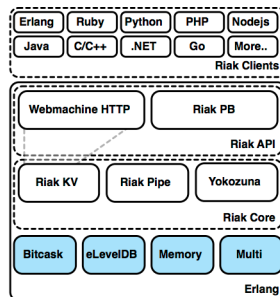 Erlang Ruby Python PHP Nodejs
Java C/C++ .NET Go More..
Riak Clients
Webmachine HTTP Riak PB
Riak API
Riak KV Riak Pipe Yokozuna
Riak Core
Bitcask eLevelDB Memory Multi
Erlang